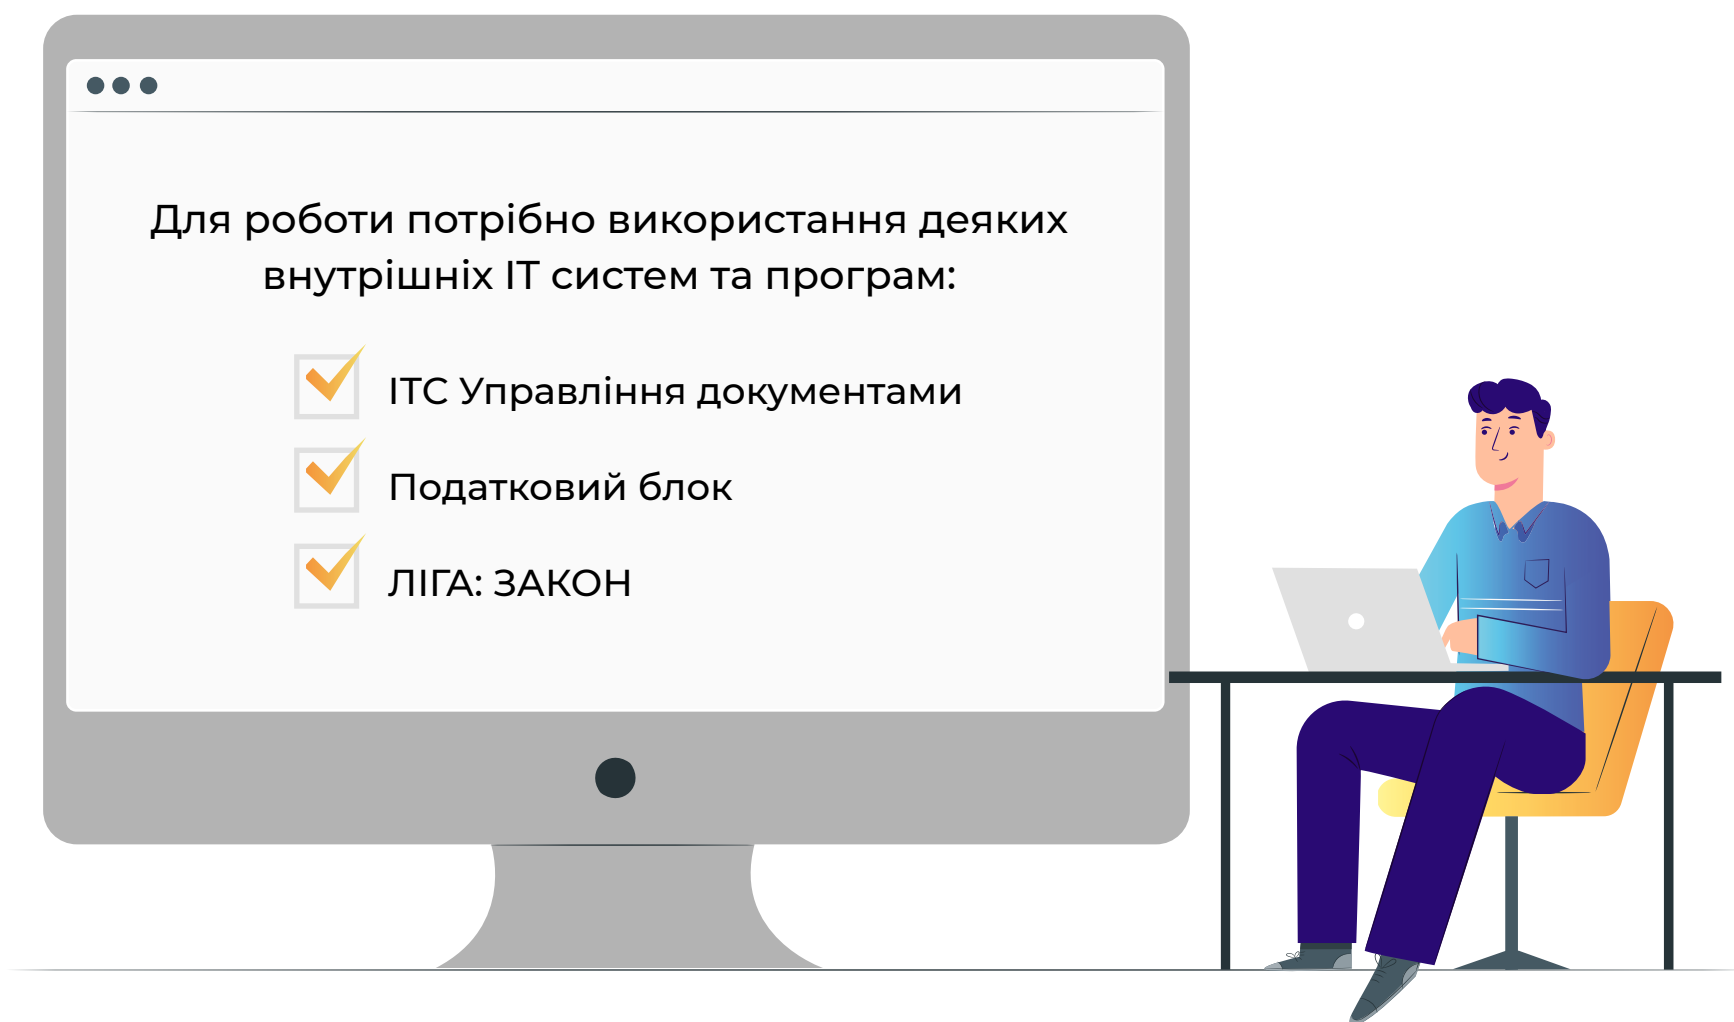 Для роботи потрібно використання деяких
внутрішніх ІТ систем та програм:
ІТС Управління документами
Податковий блок
ЛІГА: ЗАКОН